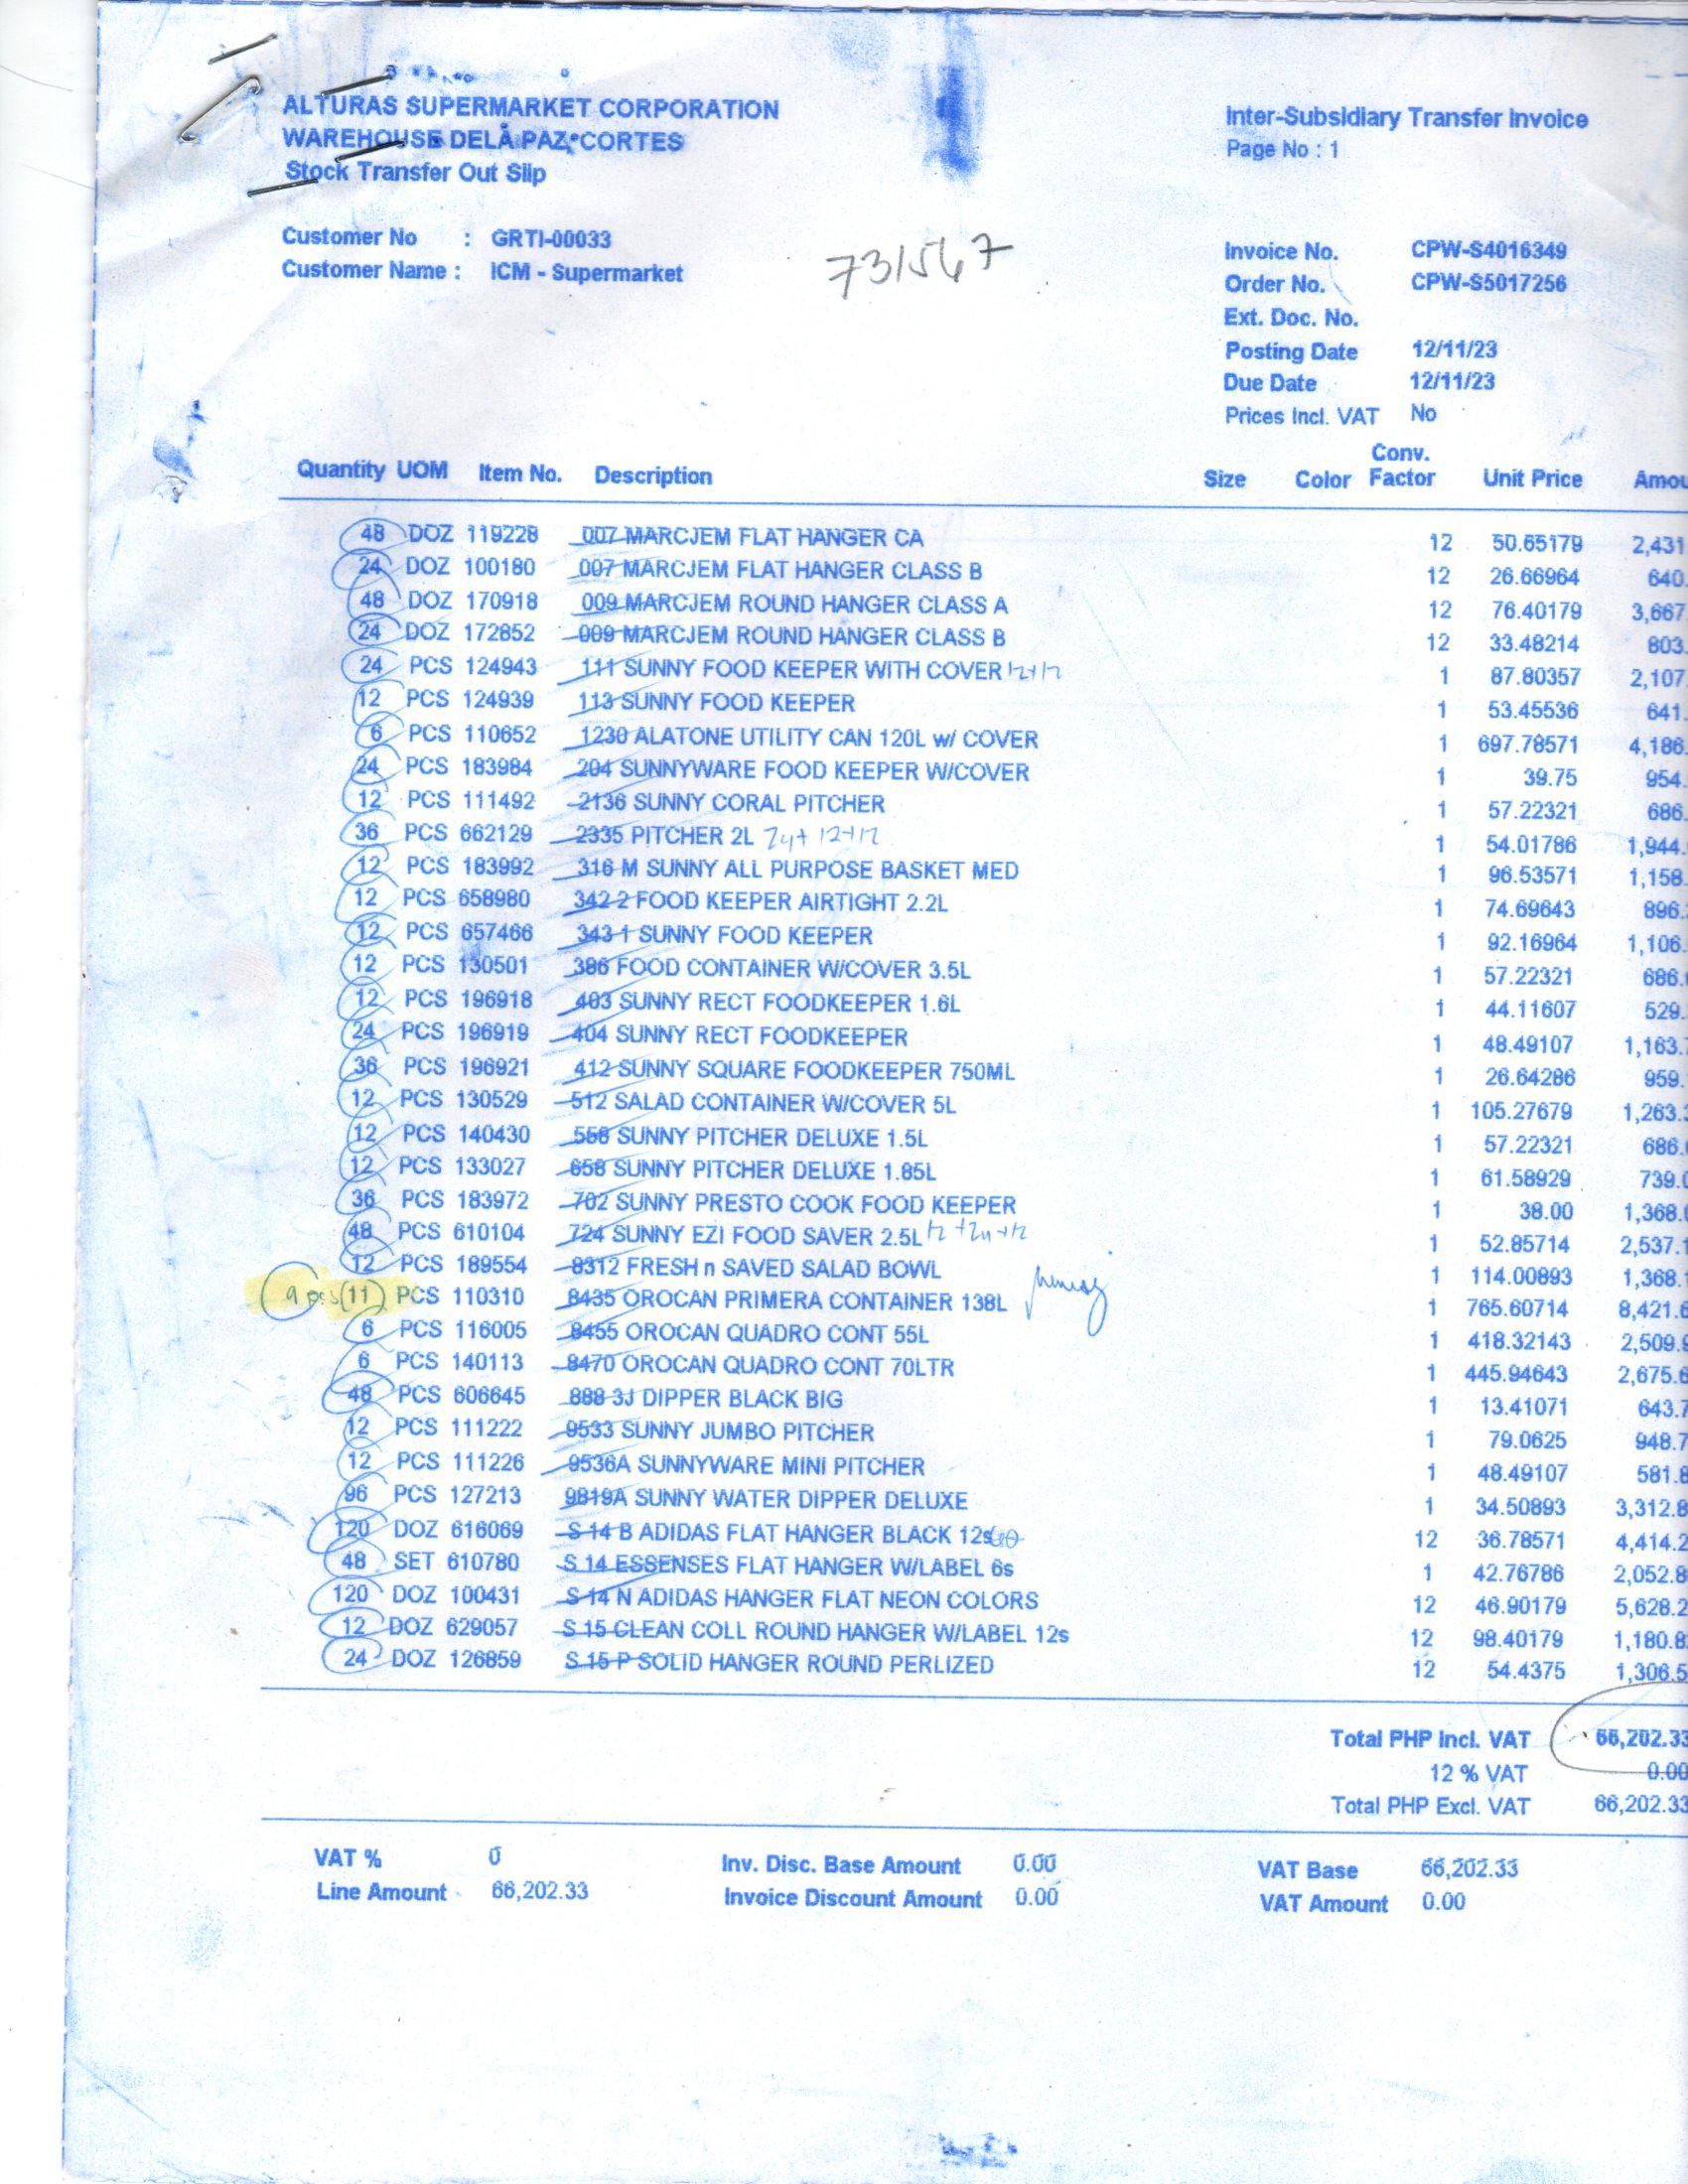 ALTURAS SUPERMARKET CORPORATION
WAREHOUSE DELA PAZ, CORTES
Stock Transfer Out Slip
Inter-Subsidiary Transfer Invoice
Page No : 1
Customer No : GRTI-00033
Customer Name : ICM - Supermarket
731547
Invoice No. CPW-S4016349
Order No. CPW-S5017256
Ext. Doc. No.
Posting Date 12/11/23
Due Date 12/11/23
Prices Incl. VAT No
Quantity UOM Item No. Description Size Color Conv. Factor Unit Price Amou
48 DOZ 119228 007 MARCJEM FLAT HANGER CA 12 50.65179 2,431
24 DOZ 100180 007 MARCJEM FLAT HANGER CLASS B 12 26.66964 640.
48 DOZ 170918 009 MARCJEM ROUND HANGER CLASS A 12 76.40179 3,667
24 DOZ 172852 009 MARCJEM ROUND HANGER CLASS B 12 33.48214 803.
24 PCS 124943 111 SUNNY FOOD KEEPER WITH COVER 12+12 1 87.80357 2,107.
12 PCS 124939 113 SUNNY FOOD KEEPER 1 53.45536 641.
6 PCS 110652 1230 ALATONE UTILITY CAN 120L w/ COVER 1 697.78571 4,186.
24 PCS 183984 204 SUNNYWARE FOOD KEEPER W/COVER 1 39.75 954.
12 PCS 111492 2136 SUNNY CORAL PITCHER 1 57.22321 686.
36 PCS 662129 2335 PITCHER 2L 24+12+12 1 54.01786 1,944.
12 PCS 183992 316 M SUNNY ALL PURPOSE BASKET MED 1 96.53571 1,158.
12 PCS 658980 342 2 FOOD KEEPER AIRTIGHT 2.2L 1 74.69643 896.
12 PCS 657466 343 1 SUNNY FOOD KEEPER 1 92.16964 1,106.
12 PCS 130501 386 FOOD CONTAINER W/COVER 3.5L 1 57.22321 686.
12 PCS 196918 403 SUNNY RECT FOODKEEPER 1.6L 1 44.11607 529.
24 PCS 196919 404 SUNNY RECT FOODKEEPER 1 48.49107 1,163.
36 PCS 196921 412 SUNNY SQUARE FOODKEEPER 750ML 1 26.64286 959.
12 PCS 130529 512 SALAD CONTAINER W/COVER 5L 1 105.27679 1,263.
12 PCS 140430 556 SUNNY PITCHER DELUXE 1.5L 1 57.22321 686.
12 PCS 133027 658 SUNNY PITCHER DELUXE 1.85L 1 61.58929 739.0
36 PCS 183972 702 SUNNY PRESTO COOK FOOD KEEPER 1 38.00 1,368.0
48 PCS 610104 724 SUNNY EZI FOOD SAVER 2.5L 12+24+12 1 52.85714 2,537.1
12 PCS 189554 8312 FRESH n SAVED SALAD BOWL 1 114.00893 1,368.1
9 pcs (11) PCS 110310 8435 OROCAN PRIMERA CONTAINER 138L 1 765.60714 8,421.6
6 PCS 116005 8455 OROCAN QUADRO CONT 55L 1 418.32143 2,509.9
6 PCS 140113 8470 OROCAN QUADRO CONT 70LTR 1 445.94643 2,675.6
48 PCS 606645 888 3J DIPPER BLACK BIG 1 13.41071 643.7
12 PCS 111222 9533 SUNNY JUMBO PITCHER 1 79.0625 948.7
12 PCS 111226 9536A SUNNYWARE MINI PITCHER 1 48.49107 581.8
96 PCS 127213 9819A SUNNY WATER DIPPER DELUXE 1 34.50893 3,312.8
120 DOZ 616069 S 14 B ADIDAS FLAT HANGER BLACK 12s 12 36.78571 4,414.2
48 SET 610780 S 14 ESSENSES FLAT HANGER W/LABEL 6s 1 42.76786 2,052.8
120 DOZ 100431 S 14 N ADIDAS HANGER FLAT NEON COLORS 12 46.90179 5,628.2
12 DOZ 629057 S 15 CLEAN COLL ROUND HANGER W/LABEL 12s 12 98.40179 1,180.8
24 DOZ 126859 S 15 P SOLID HANGER ROUND PERLIZED 12 54.4375 1,306.5
Total PHP Incl. VAT 66,202.33
12 % VAT 0.00
Total PHP Excl. VAT 66,202.33
VAT % 0 Inv. Disc. Base Amount 0.00 VAT Base 66,202.33
Line Amount 66,202.33 Invoice Discount Amount 0.00 VAT Amount 0.00